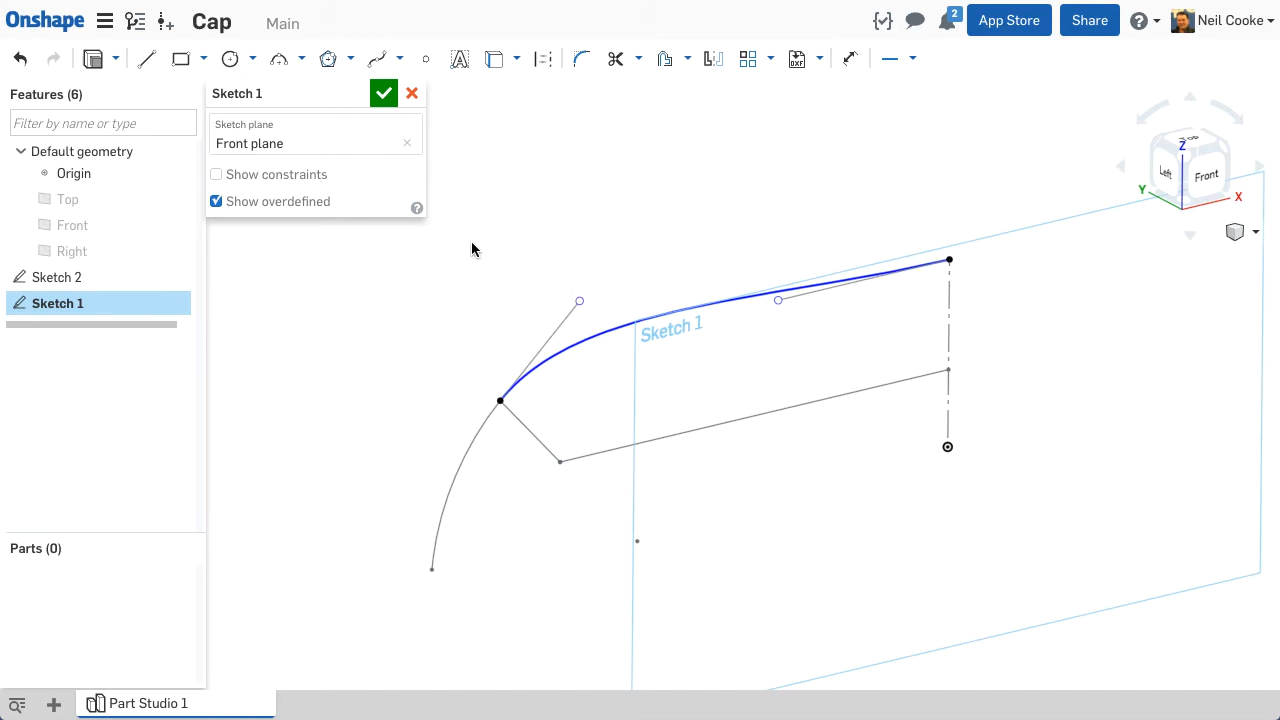 Onshape
Cap
Main
2
App Store
Share
Neil Cooke
DXF
Features (6)
Filter by name or type
Default geometry
Origin
Top
Front
Right
Sketch 2
Sketch 1
Parts (0)
Sketch 1
Sketch plane
Front plane
Show constraints
Show overdefined
Sketch 1
Top
Z
Left
Front
Y
X
Part Studio 1